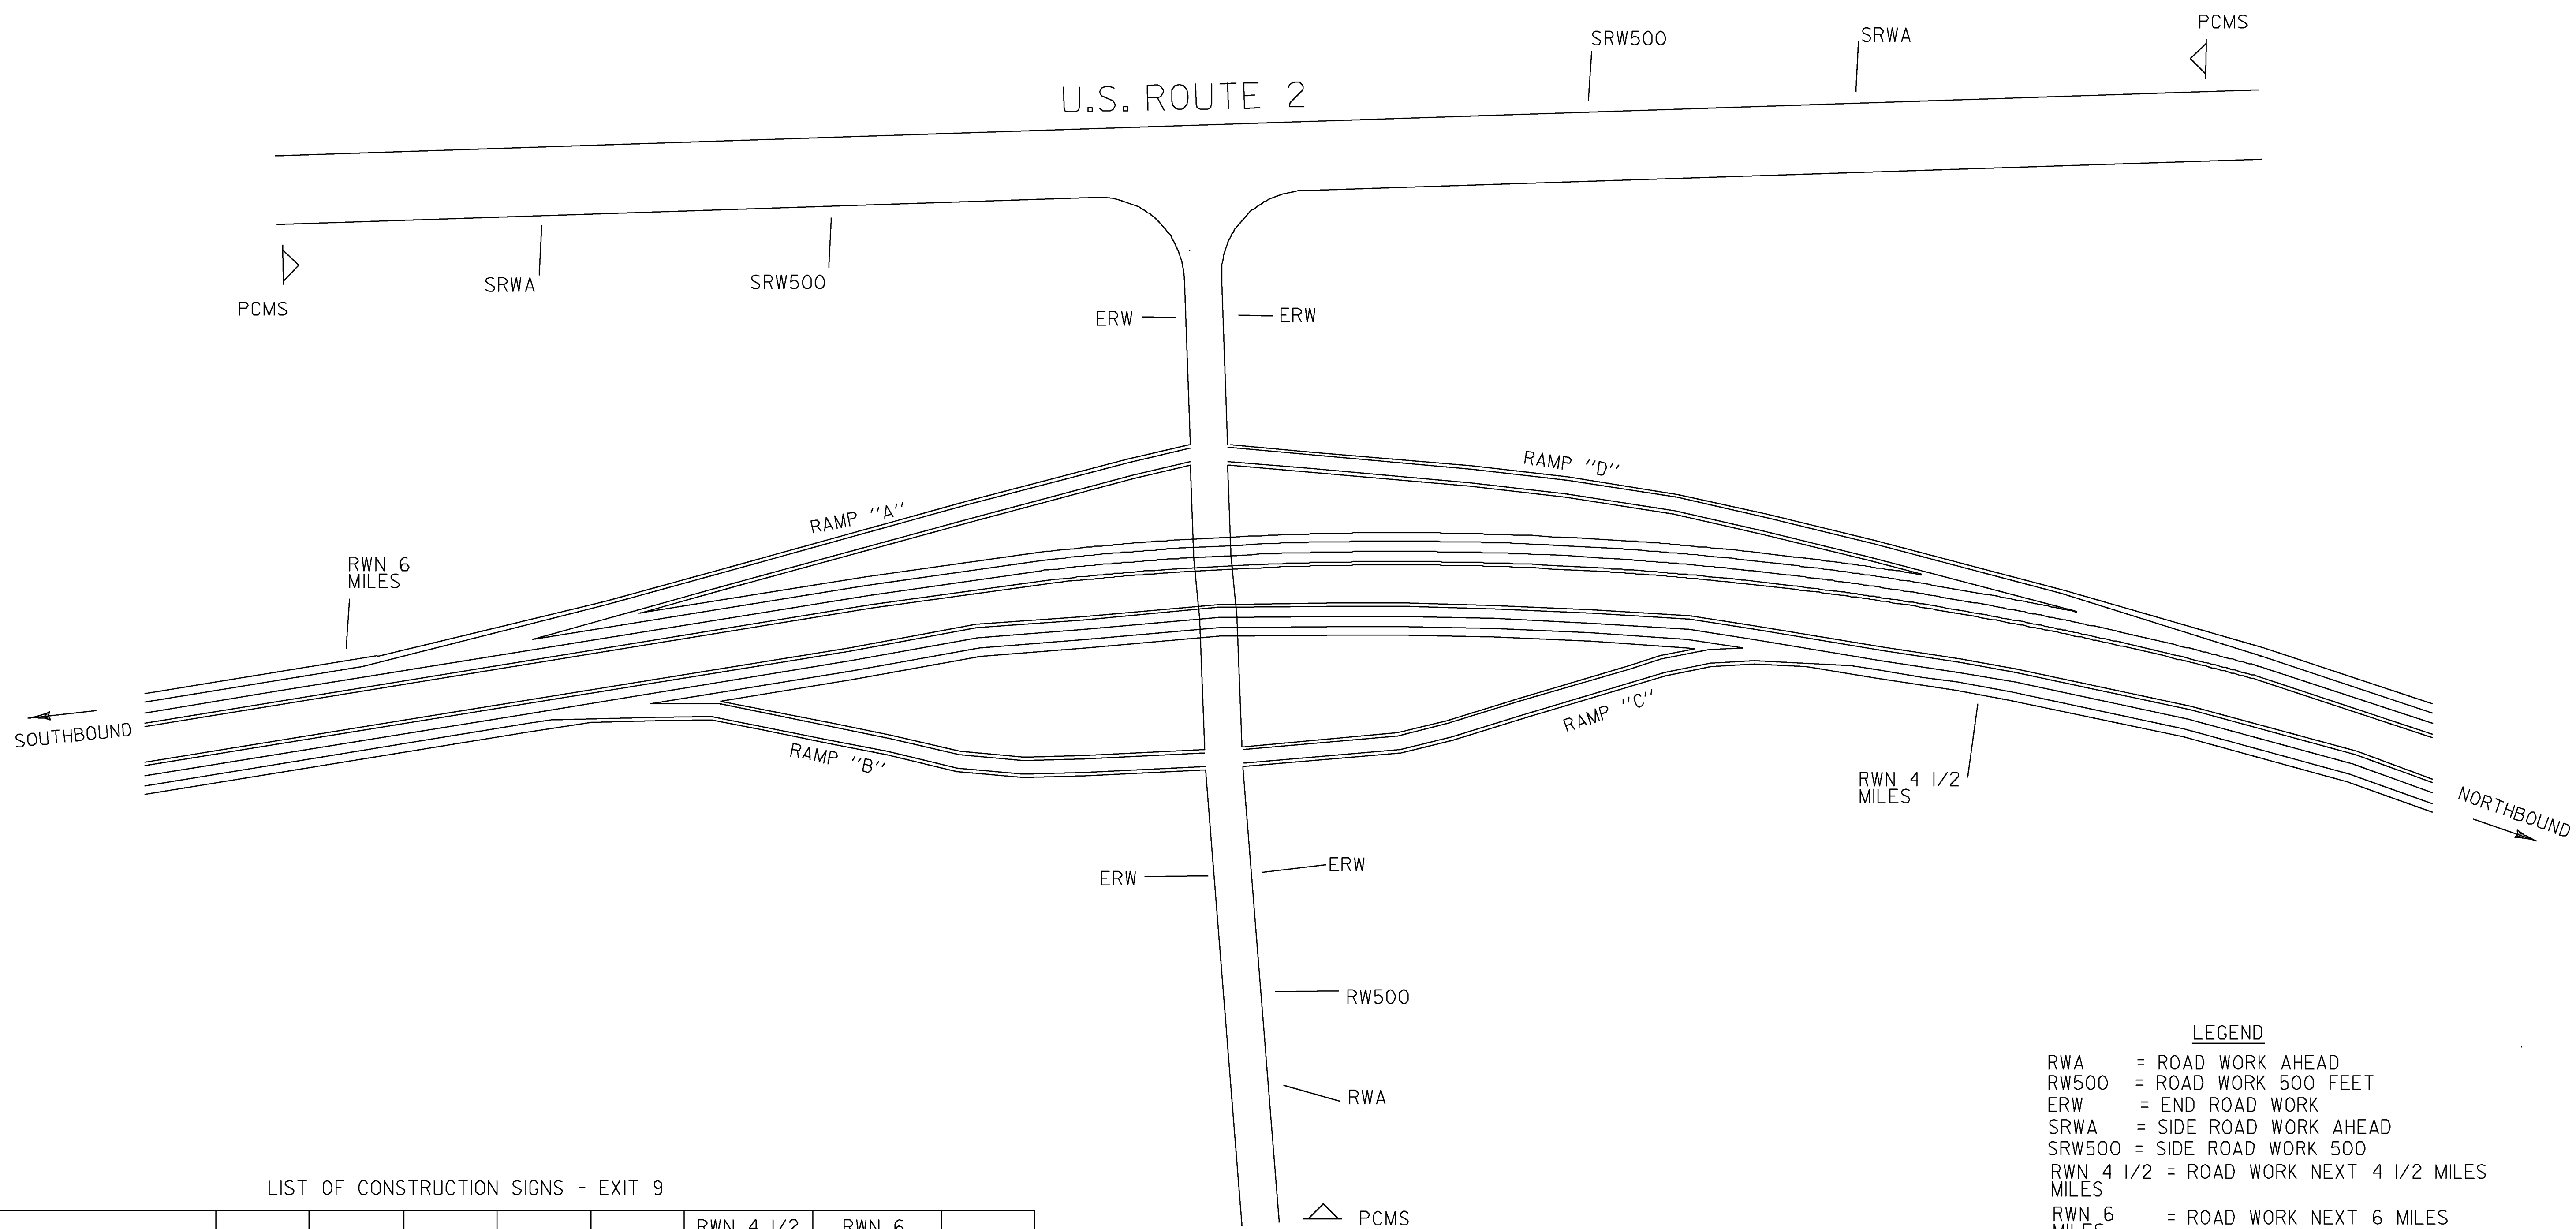 PCMS
SRW500
SRWA
U.S. ROUTE 2
SRWA
SRW500
PCMS
ERW
ERW
RAMP "D"
RAMP "A"
RWN 6
MILES
SOUTHBOUND
RAMP "B"
RAMP "C"
RWN 4 1/2
MILES
NORTHBOUND
ERW
ERW
RW500
RWA
PCMS
LEGEND
RWA = ROAD WORK AHEAD
RW500 = ROAD WORK 500 FEET
ERW = END ROAD WORK
SRWA = SIDE ROAD WORK AHEAD
SRW500 = SIDE ROAD WORK 500
RWN 4 1/2 = ROAD WORK NEXT 4 1/2 MILES
MILES
RWN 6 = ROAD WORK NEXT 6 MILES
MILES
LIST OF CONSTRUCTION SIGNS - EXIT 9
RWN 4 1/2 RWN 6